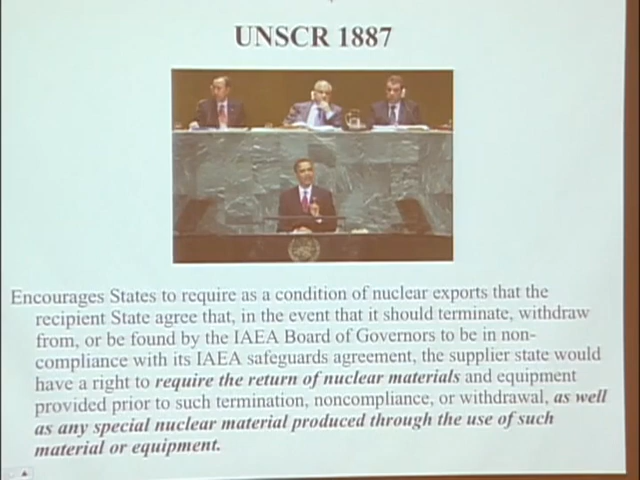 UNSCR 1887
Encourages States to require as a condition of nuclear exports that the
recipient State agree that, in the event that it should terminate, withdraw
from, or be found by the IAEA Board of Governors to be in non-
compliance with its IAEA safeguards agreement, the supplier state would
have a right to require the return of nuclear materials and equipment
provided prior to such termination, noncompliance, or withdrawal, as well
as any special nuclear material produced through the use of such
material or equipment.